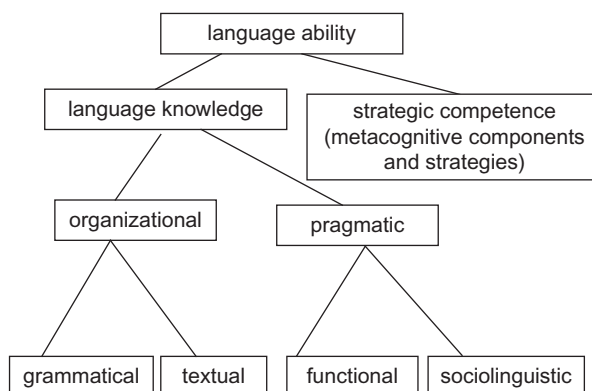 language ability
language knowledge
strategic competence
(metacognitive components
and strategies)
organizational
pragmatic
grammatical
textual
functional
sociolinguistic